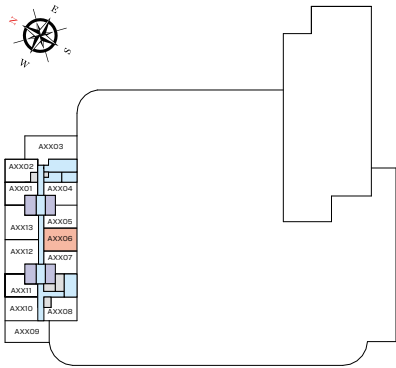 N
E
S
W
AXX03
AXX02
AXX01 AXX04
AXX05
AXX13
AXX06
AXX12 AXX07
AXX11
AXX10 AXX08
AXX09